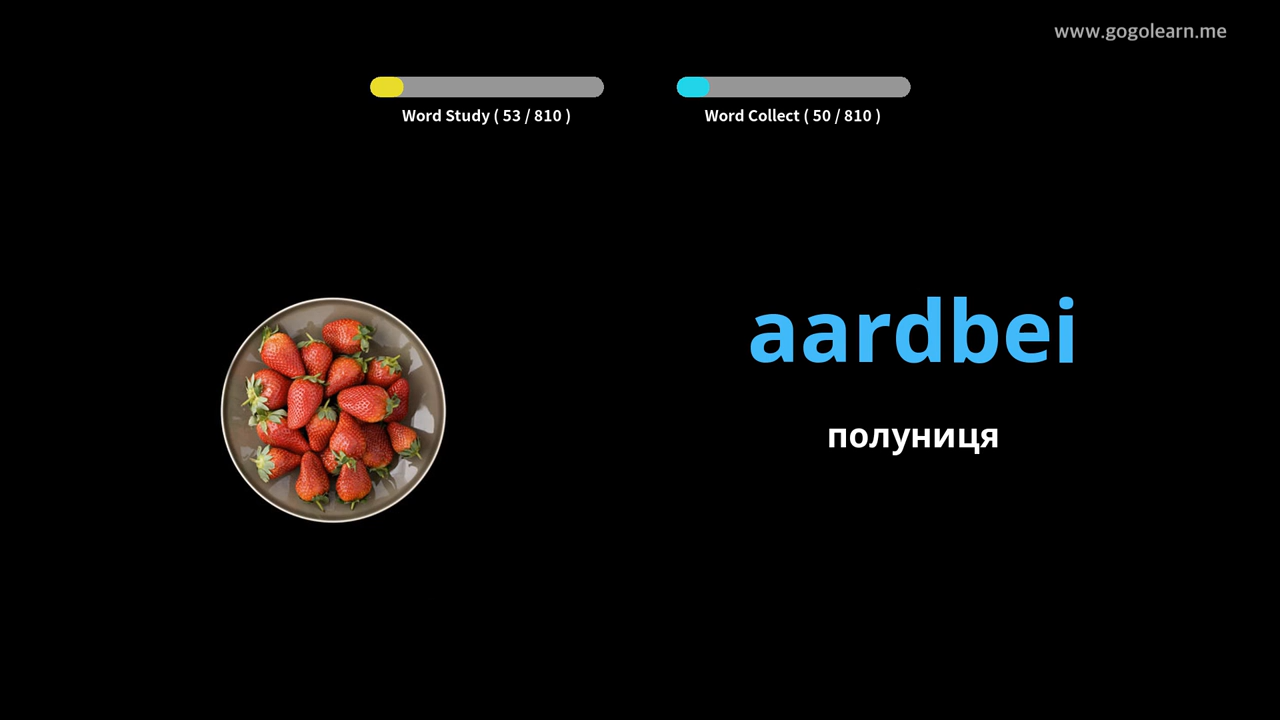 www.gogolearn.me
Word Study ( 53 / 810 )
Word Collect ( 50 / 810 )
aardbei
полуниця